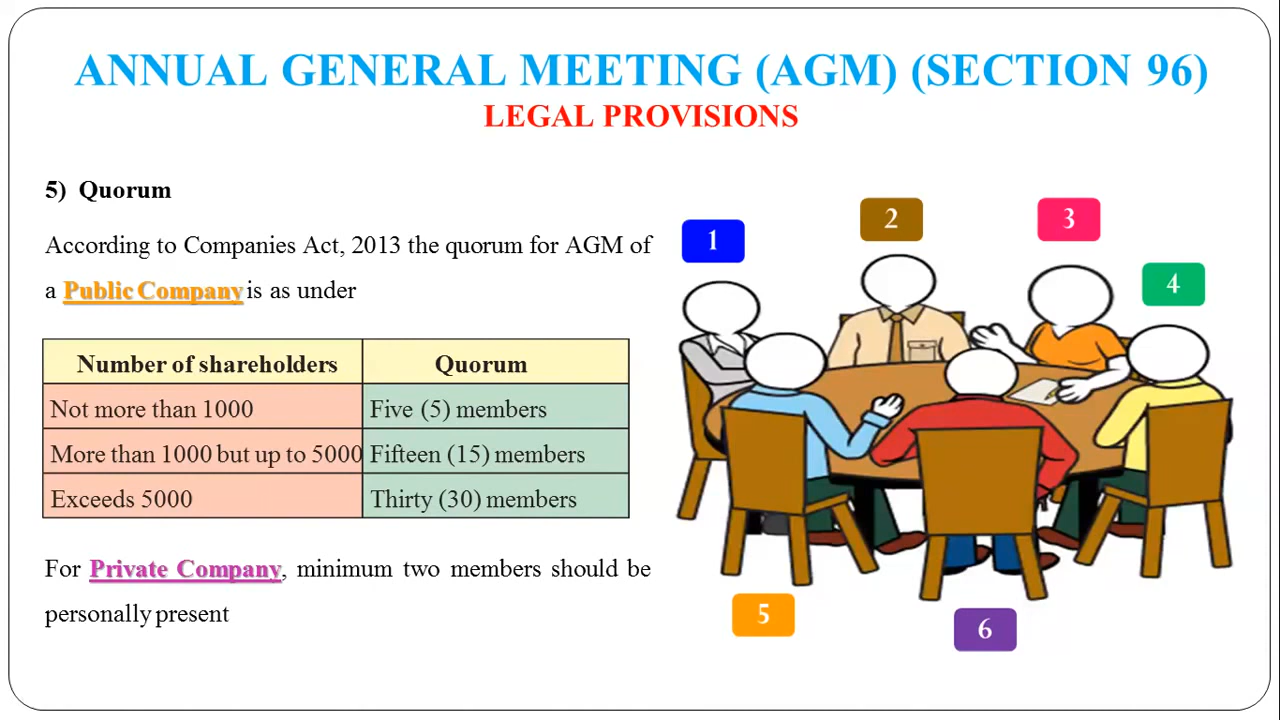 ANNUAL GENERAL MEETING (AGM) (SECTION 96)
LEGAL PROVISIONS
5) Quorum
According to Companies Act, 2013 the quorum for AGM of
a Public Company is as under
Number of shareholders Quorum
Not more than 1000 Five (5) members
More than 1000 but up to 5000 Fifteen (15) members
Exceeds 5000 Thirty (30) members
For Private Company, minimum two members should be
personally present
1
2
3
4
5
6